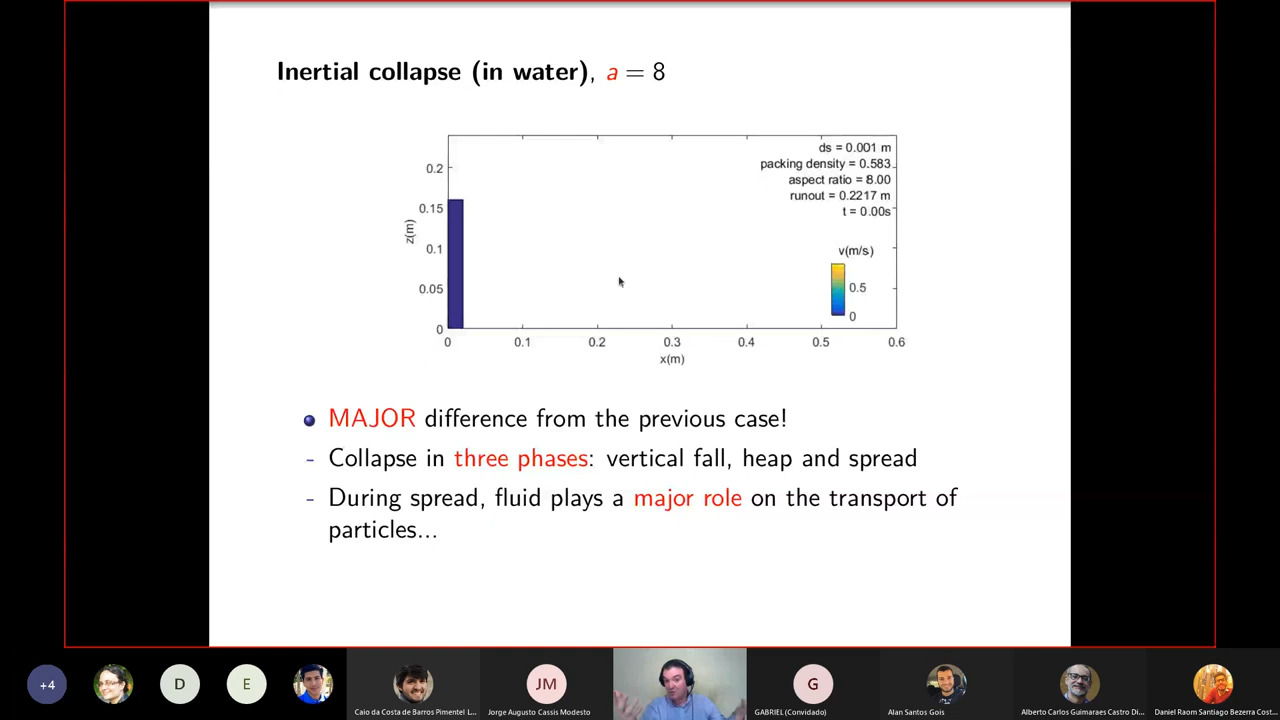 Inertial collapse (in water), a = 8
ds = 0.001 m
packing density = 0.583
aspect ratio = 8.00
runout = 0.2217 m
t = 0.00s
v(m/s)
0.5
0
z(m)
0.2
0.15
0.1
0.05
0
0 0.1 0.2 0.3 0.4 0.5 0.6
x(m)
MAJOR difference from the previous case!
- Collapse in three phases: vertical fall, heap and spread
- During spread, fluid plays a major role on the transport of
particles...
+4
D
E
JM
G
Caio da Costa de Barros Pimentel L...
Jorge Augusto Cassis Modesto
GABRIEL (Convidado)
Alan Santos Gois
Alberto Carlos Guimaraes Castro Di...
Daniel Raom Santiago Bezerra Cost...